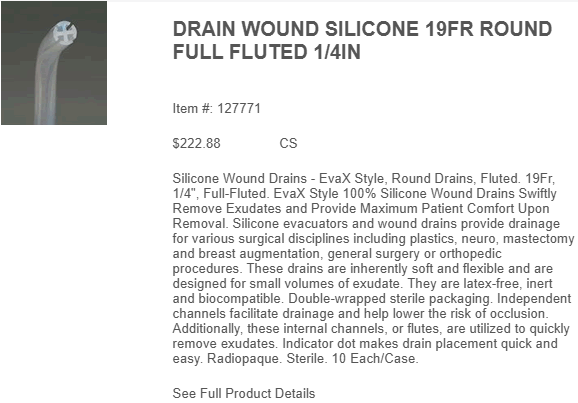 DRAIN WOUND SILICONE 19FR ROUND
FULL FLUTED 1/4IN
Item #: 127771
$222.88 CS
Silicone Wound Drains - EvaX Style, Round Drains, Fluted. 19Fr,
1/4", Full-Fluted. EvaX Style 100% Silicone Wound Drains Swiftly
Remove Exudates and Provide Maximum Patient Comfort Upon
Removal. Silicone evacuators and wound drains provide drainage
for various surgical disciplines including plastics, neuro, mastectomy
and breast augmentation, general surgery or orthopedic
procedures. These drains are inherently soft and flexible and are
designed for small volumes of exudate. They are latex-free, inert
and biocompatible. Double-wrapped sterile packaging. Independent
channels facilitate drainage and help lower the risk of occlusion.
Additionally, these internal channels, or flutes, are utilized to quickly
remove exudates. Indicator dot makes drain placement quick and
easy. Radiopaque. Sterile. 10 Each/Case.
See Full Product Details